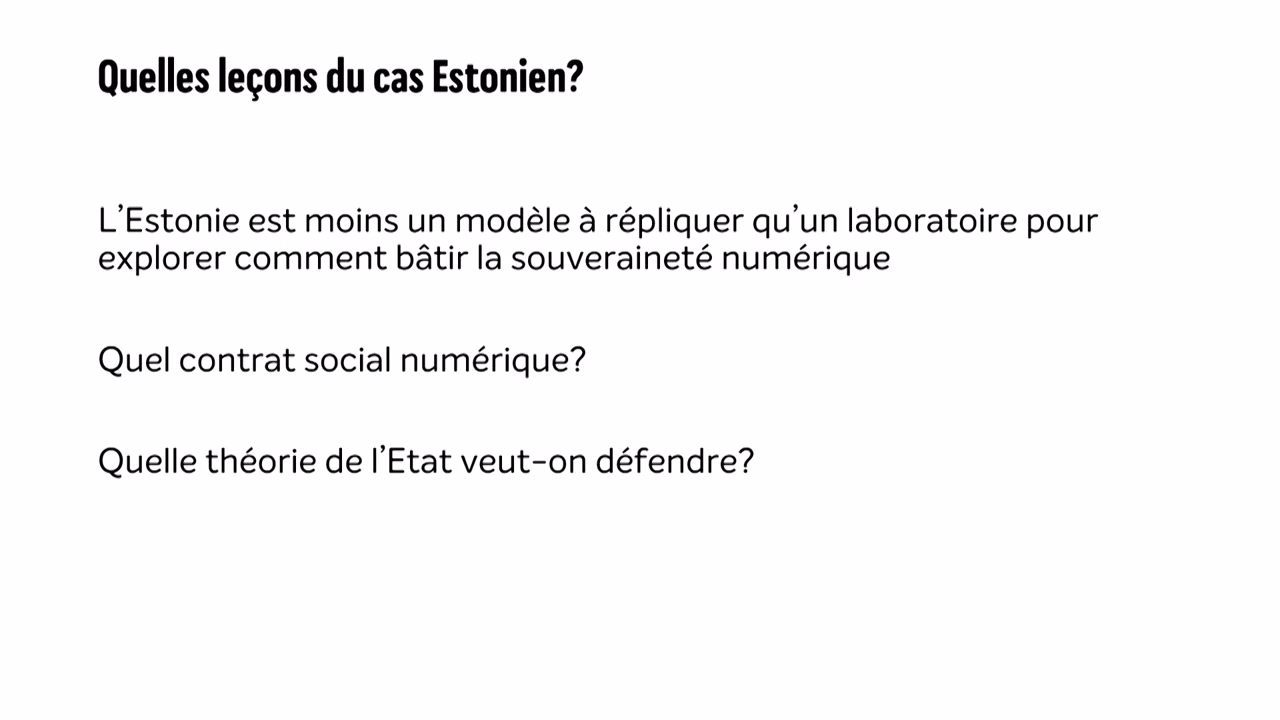 Quelles leçons du cas Estonien?
L’Estonie est moins un modèle à répliquer qu’un laboratoire pour
explorer comment bâtir la souveraineté numérique
Quel contrat social numérique?
Quelle théorie de l’Etat veut-on défendre?